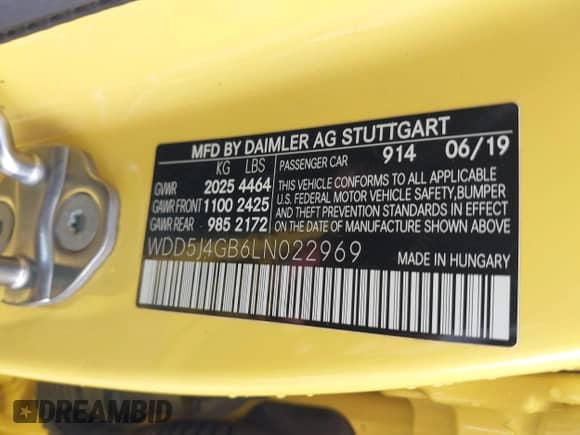 MFD BY DAIMLER AG STUTTGART
KG LBS
PASSENGER CAR 914 06/19
GVWR 2025 4464
GAWR FRONT 1100 2425
GAWR REAR 985 2172
THIS VEHICLE CONFORMS TO ALL APPLICABLE
U.S. FEDERAL MOTOR VEHICLE SAFETY, BUMPER
AND THEFT PREVENTION STANDARDS IN EFFECT
ON THE DATE OF MANUFACTURE SHOWN ABOVE
WDD5J4GB6LN022969
MADE IN HUNGARY
DREAMBID